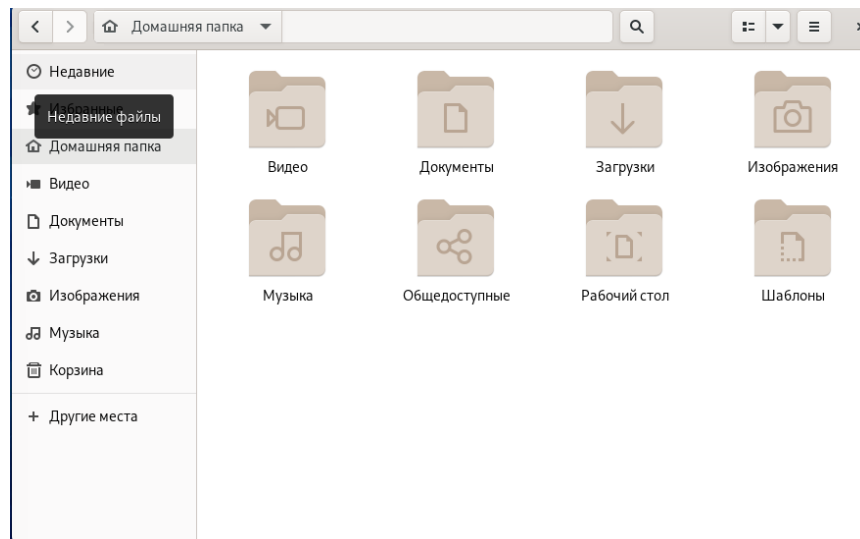 Домашняя папка
Недавние
Избранные
Недавние файлы
Домашняя папка
Видео
Документы
Загрузки
Изображения
Музыка
Корзина
Другие места
Видео
Документы
Загрузки
Изображения
Музыка
Общедоступные
Рабочий стол
Шаблоны